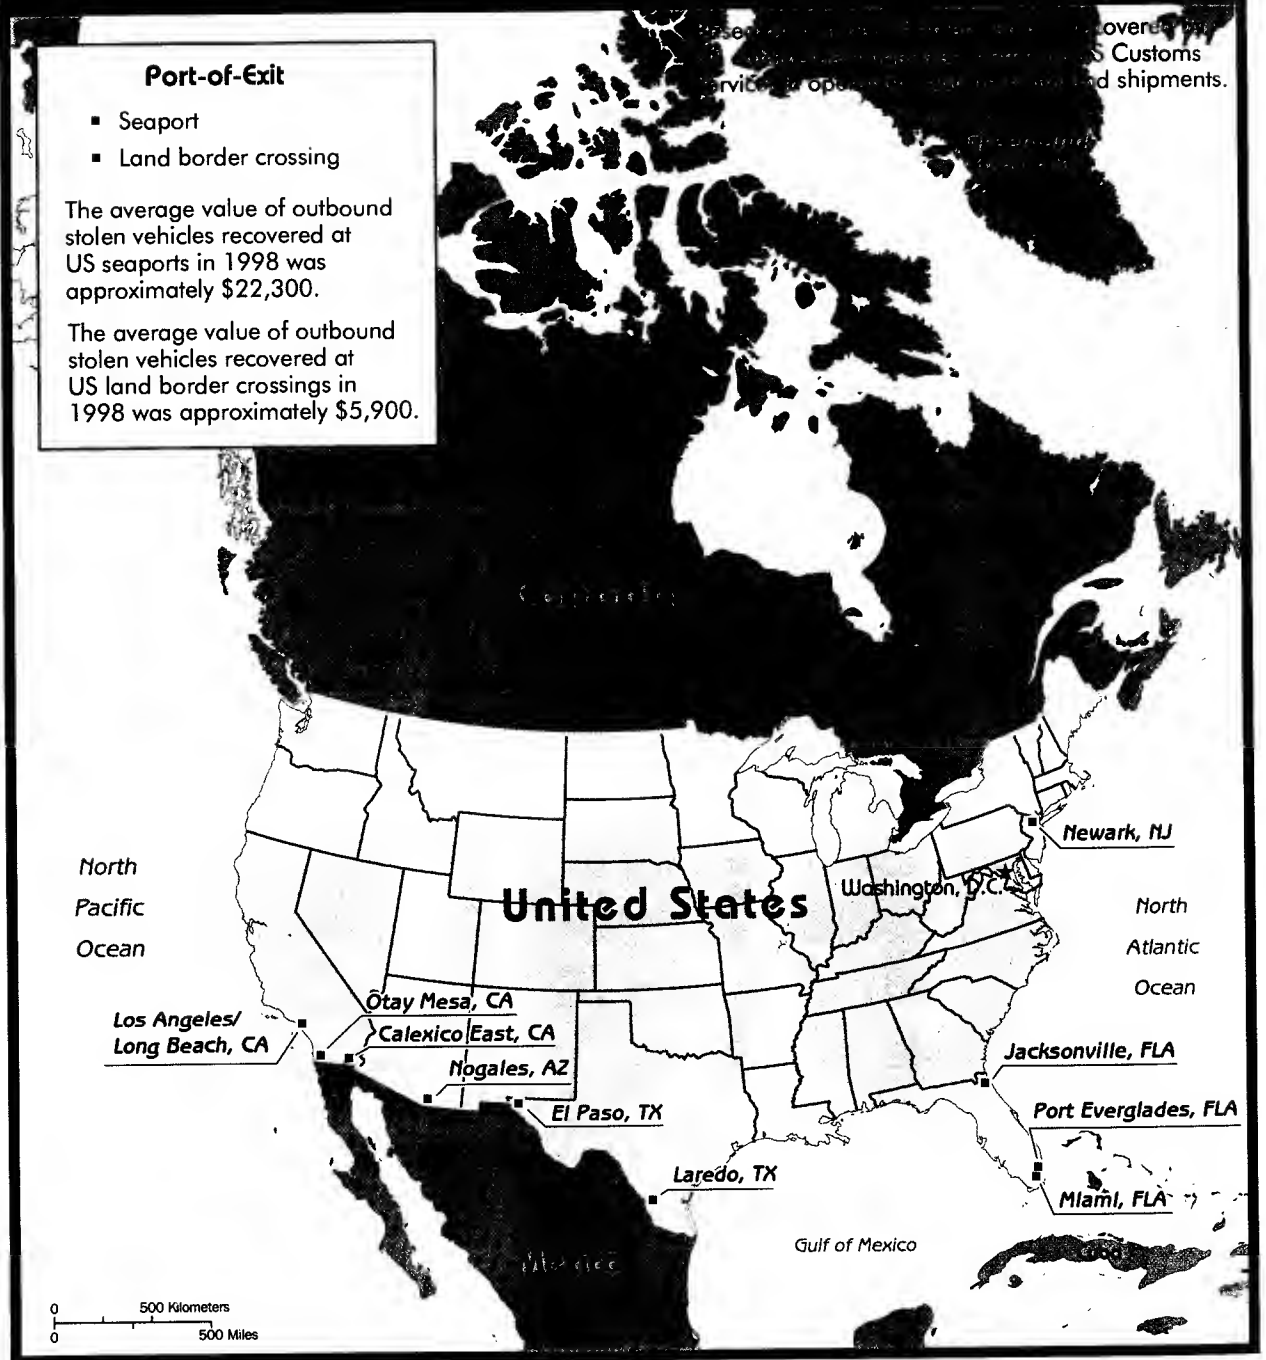 Port-of-Exit
Seaport
Land border crossing
The average value of outbound
stolen vehicles recovered at
US seaports in 1998 was
approximately $22,300.
The average value of outbound
stolen vehicles recovered at
US land border crossings in
1998 was approximately $5,900.
Customs
shipments.
Canada
United States
Washington, D.C.
Newark, NJ
North
Pacific
Ocean
North
Atlantic
Ocean
Otay Mesa, CA
Los Angeles/
Long Beach, CA
Calexico East, CA
Nogales, AZ
El Paso, TX
Laredo, TX
Jacksonville, FLA
Port Everglades, FLA
Miami, FLA
Gulf of Mexico
Mexico
0 500 Kilometers
0 500 Miles